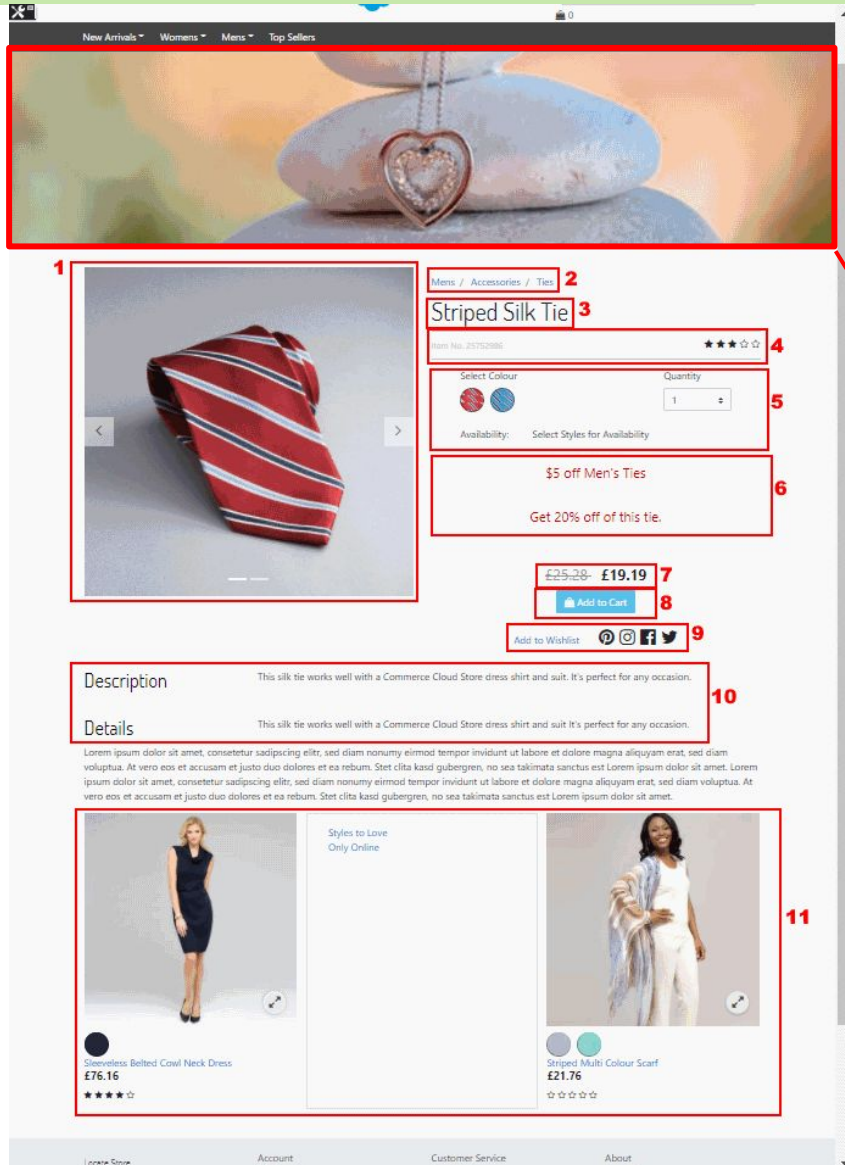 0
New Arrivals Womens Mens Top Sellers
1
Mens / Accessories / Ties 2
Striped Silk Tie 3
Item No. 25752986 4
Select Colour Quantity
1
5
Availability: Select Styles for Availability
$5 off Men's Ties
6
Get 20% off of this tie.
£25.28 £19.19 7
Add to Cart 8
Add to Wishlist 9
Description This silk tie works well with a Commerce Cloud Store dress shirt and suit. It's perfect for any occasion.
10
Details This silk tie works well with a Commerce Cloud Store dress shirt and suit It's perfect for any occasion.
Lorem ipsum dolor sit amet, consetetur sadipscing elitr, sed diam nonumy eirmod tempor invidunt ut labore et dolore magna aliquyam erat, sed diam
voluptua. At vero eos et accusam et justo duo dolores et ea rebum. Stet clita kasd gubergren, no sea takimata sanctus est Lorem ipsum dolor sit amet. Lorem
ipsum dolor sit amet, consetetur sadipscing elitr, sed diam nonumy eirmod tempor invidunt ut labore et dolore magna aliquyam erat, sed diam voluptua. At
vero eos et accusam et justo duo dolores et ea rebum. Stet clita kasd gubergren, no sea takimata sanctus est Lorem ipsum dolor sit amet.
Styles to Love
Only Online
11
Sleeveless Belted Cowl Neck Dress
£76.16
Striped Multi Colour Scarf
£21.76
Locate Store Account Customer Service About